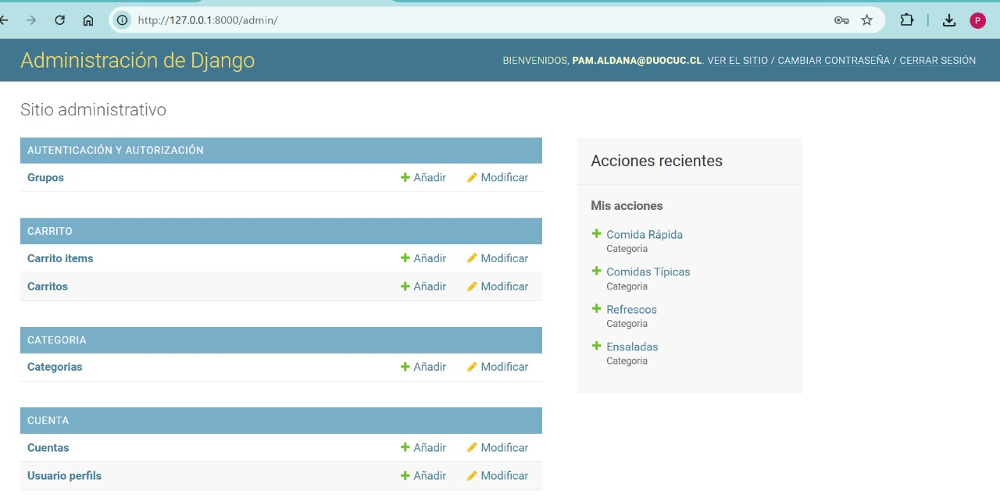 http://127.0.0.1:8000/admin/
P
Administración de Django
BIENVENIDOS, PAM.ALDANA@DUOCUC.CL. VER EL SITIO / CAMBIAR CONTRASEÑA / CERRAR SESIÓN
Sitio administrativo
AUTENTICACIÓN Y AUTORIZACIÓN
Grupos Añadir Modificar
CARRITO
Carrito items Añadir Modificar
Carritos Añadir Modificar
CATEGORIA
Categorias Añadir Modificar
CUENTA
Cuentas Añadir Modificar
Usuario perfils Añadir Modificar
Acciones recientes
Mis acciones
Comida Rápida
Categoria
Comidas Típicas
Categoria
Refrescos
Categoria
Ensaladas
Categoria